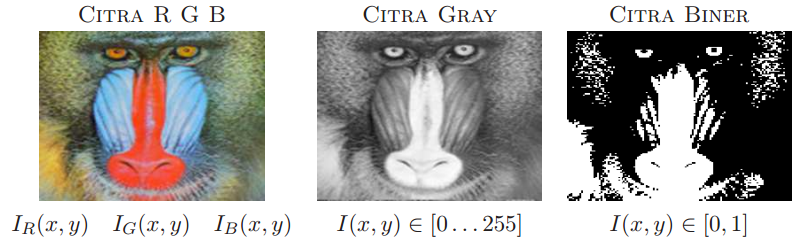 CITRA R G B CITRA GRAY CITRA BINER
I_R(x, y) I_G(x, y) I_B(x, y) I(x, y) ∈ [0 . . . 255] I(x, y) ∈ [0, 1]